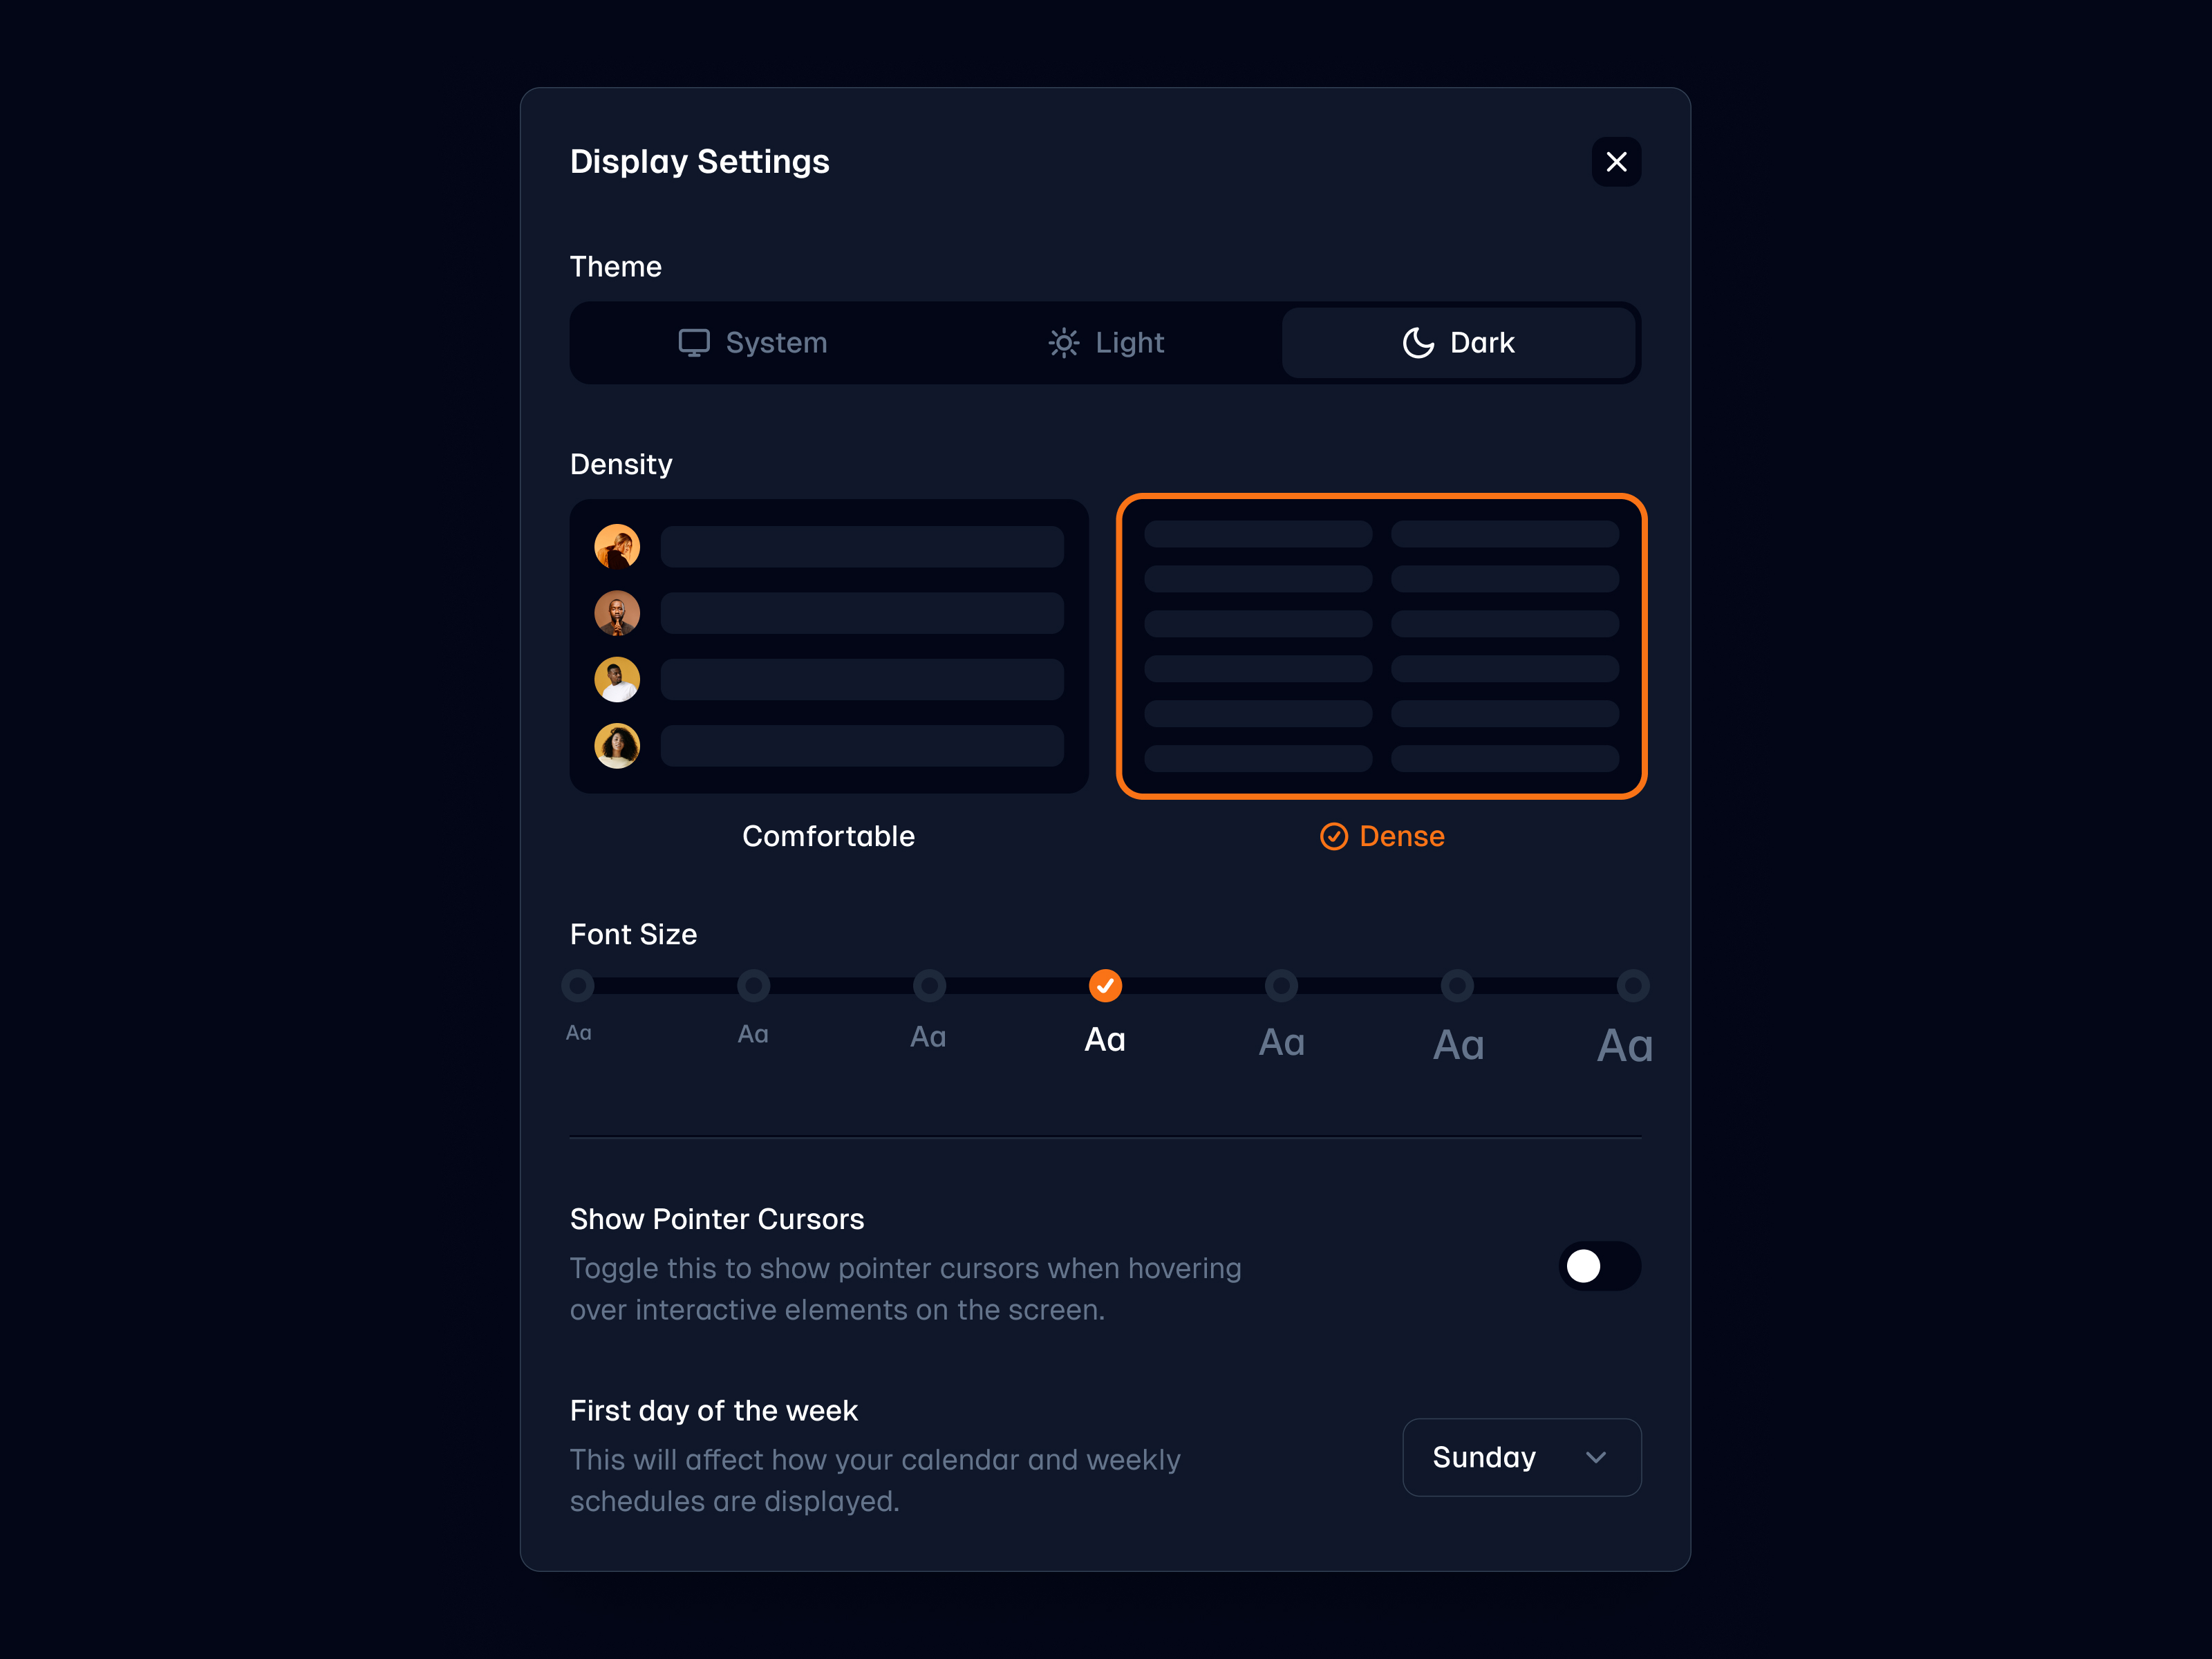 Display Settings
Theme
System Light Dark
Density
Comfortable Dense
Font Size
Aa Aa Aa Aa Aa Aa Aa
Show Pointer Cursors
Toggle this to show pointer cursors when hovering
over interactive elements on the screen.
First day of the week
This will affect how your calendar and weekly
schedules are displayed.
Sunday